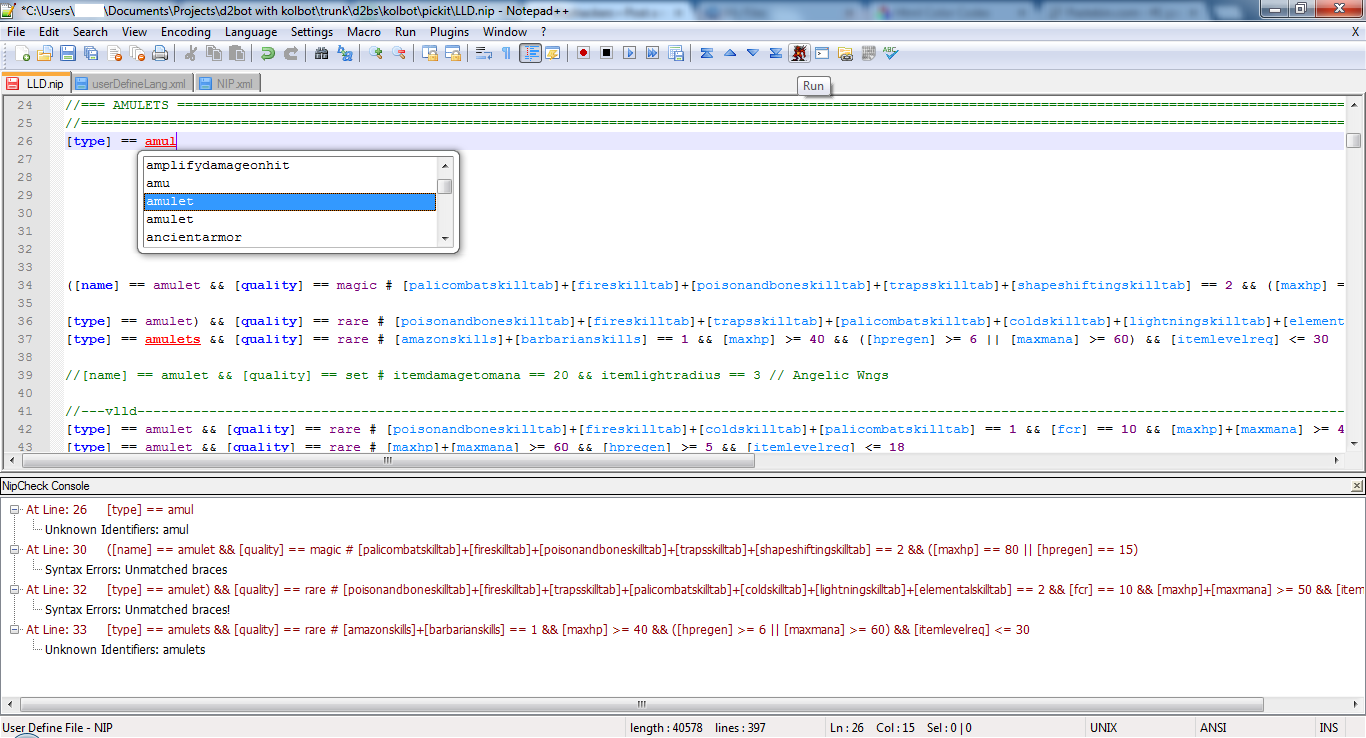 *C:\Users\ \Documents\Projects\d2bot with kolbot\trunk\d2bs\kolbot\pickit\LLD.nip - Notepad++
File Edit Search View Encoding Language Settings Macro Run Plugins Window ? X
LLD.nip userDefineLang.xml NIP.xml
Run
24 //=== AMULETS ==========================================================================================================================================
25 //==================================================================================================================================================
26 [type] == amul
27
amplifydamageonhit
28
amu
29
amulet
30
amulet
31
ancientarmor
32
33
34 ([name] == amulet && [quality] == magic # [palicombatskilltab]+[fireskilltab]+[poisonandboneskilltab]+[trapsskilltab]+[shapeshiftingskilltab] == 2 && ([maxhp] =
35
36 [type] == amulet) && [quality] == rare # [poisonandboneskilltab]+[fireskilltab]+[trapsskilltab]+[palicombatskilltab]+[coldskilltab]+[lightningskilltab]+[element
37 [type] == amulets && [quality] == rare # [amazonskills]+[barbarianskills] == 1 && [maxhp] >= 40 && ([hpregen] >= 6 || [maxmana] >= 60) && [itemlevelreq] <= 30
38
39 //[name] == amulet && [quality] == set # itemdamagetomana == 20 && itemlightradius == 3 // Angelic Wngs
40
41 //---vlld----------------------------------------------------------------------------------------------------------------------------------------
42 [type] == amulet && [quality] == rare # [poisonandboneskilltab]+[fireskilltab]+[coldskilltab]+[palicombatskilltab] == 1 && [fcr] == 10 && [maxhp]+[maxmana] >= 4
43 [type] == amulet && [quality] == rare # [maxhp]+[maxmana] >= 60 && [hpregen] >= 5 && [itemlevelreq] <= 18
NipCheck Console
At Line: 26 [type] == amul
Unknown Identifiers: amul
At Line: 30 ([name] == amulet && [quality] == magic # [palicombatskilltab]+[fireskilltab]+[poisonandboneskilltab]+[trapsskilltab]+[shapeshiftingskilltab] == 2 && ([maxhp] == 80 || [hpregen] == 15)
Syntax Errors: Unmatched braces
At Line: 32 [type] == amulet) && [quality] == rare # [poisonandboneskilltab]+[fireskilltab]+[trapsskilltab]+[palicombatskilltab]+[coldskilltab]+[lightningskilltab]+[elementalskilltab] == 2 && [fcr] == 10 && [maxhp]+[maxmana] >= 50 && [item
Syntax Errors: Unmatched braces!
At Line: 33 [type] == amulets && [quality] == rare # [amazonskills]+[barbarianskills] == 1 && [maxhp] >= 40 && ([hpregen] >= 6 || [maxmana] >= 60) && [itemlevelreq] <= 30
Unknown Identifiers: amulets
User Define File - NIP length : 40578 lines : 397 Ln : 26 Col : 15 Sel : 0 | 0 UNIX ANSI INS